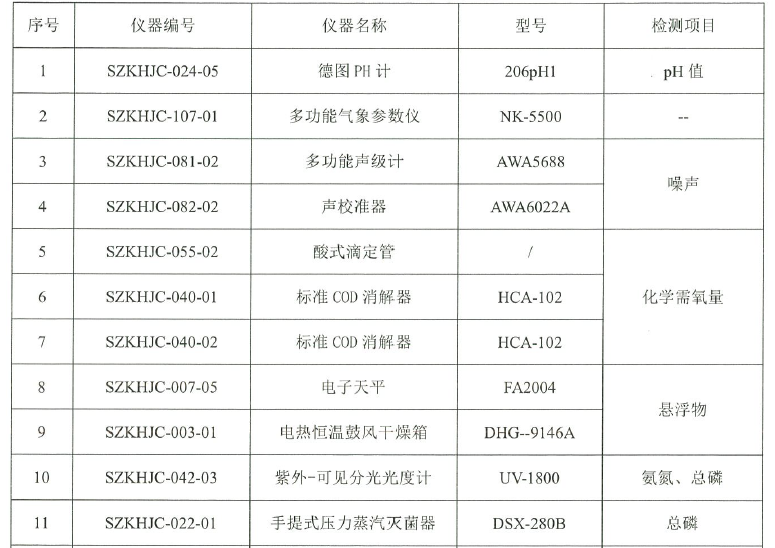 序号 仪器编号 仪器名称 型号 检测项目
1 SZKHJC-024-05 德图PH计 206pH1 pH值
2 SZKHJC-107-01 多功能气象参数仪 NK-5500 --
3 SZKHJC-081-02 多功能声级计 AWA5688 噪声
4 SZKHJC-082-02 声校准器 AWA6022A
5 SZKHJC-055-02 酸式滴定管 / 化学需氧量
6 SZKHJC-040-01 标准COD消解器 HCA-102
7 SZKHJC-040-02 标准COD消解器 HCA-102
8 SZKHJC-007-05 电子天平 FA2004 悬浮物
9 SZKHJC-003-01 电热恒温鼓风干燥箱 DHG--9146A
10 SZKHJC-042-03 紫外-可见分光光度计 UV-1800 氨氮、总磷
11 SZKHJC-022-01 手提式压力蒸汽灭菌器 DSX-280B 总磷